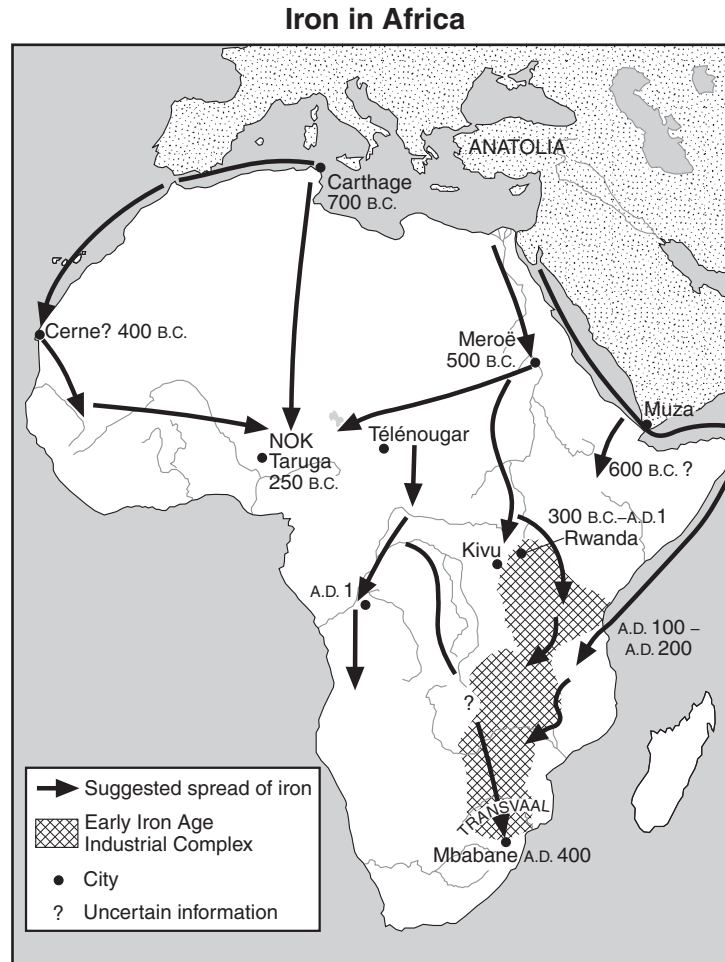 Iron in Africa
ANATOLIA
Carthage
700 B.C.
Cerne? 400 B.C.
Meroë
500 B.C.
Muza
NOK
Taruga
250 B.C.
Télénougar
600 B.C. ?
300 B.C.–A.D.1
Rwanda
Kivu
A.D. 1
A.D. 100 –
A.D. 200
?
TRANSVAAL
Mbabane A.D. 400
Suggested spread of iron
Early Iron Age
Industrial Complex
City
? Uncertain information